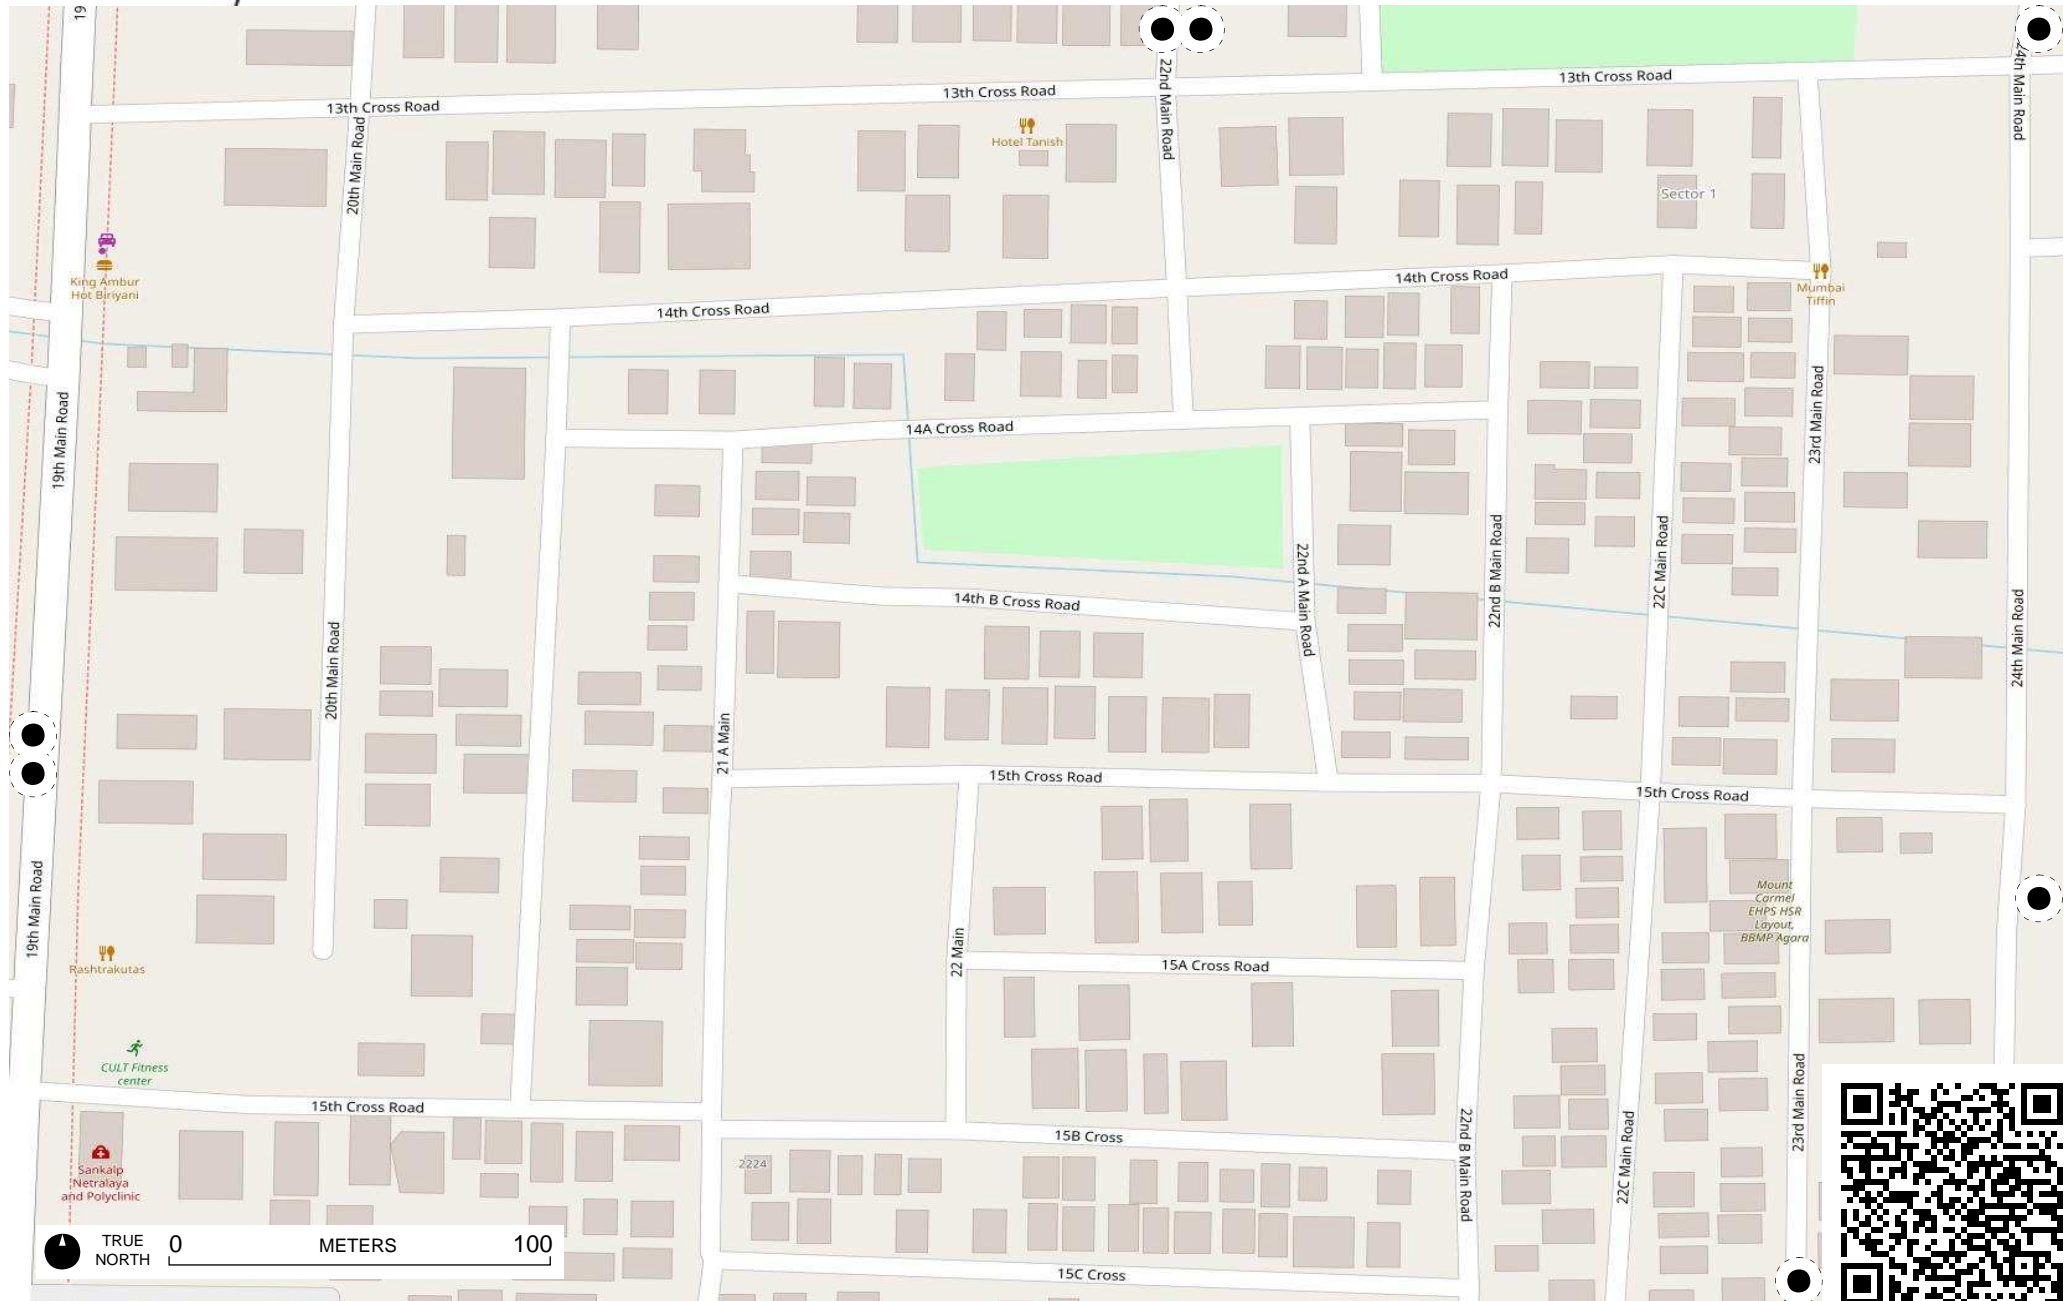 19
24th Main Road
22nd Main Road
13th Cross Road
13th Cross Road
13th Cross Road
20th Main Road
Hotel Tanish
Sector 1
King Ambur
Hot Biriyani
14th Cross Road
14th Cross Road
Mumbai
Tiffin
19th Main Road
14A Cross Road
23rd Main Road
22nd A Main Road
22nd B Main Road
22C Main Road
14th B Cross Road
20th Main Road
24th Main Road
21 A Main
15th Cross Road
15th Cross Road
19th Main Road
Mount
Carmel
EHPS HSR
Layout,
BBMP Agara
22 Main
15A Cross Road
Rashtrakutas
CULT Fitness
center
15th Cross Road
23rd Main Road
22nd B Main Road
22C Main Road
15B Cross
2224
Sankalp
Netralaya
and Polyclinic
TRUE
NORTH
0 METERS 100
15C Cross